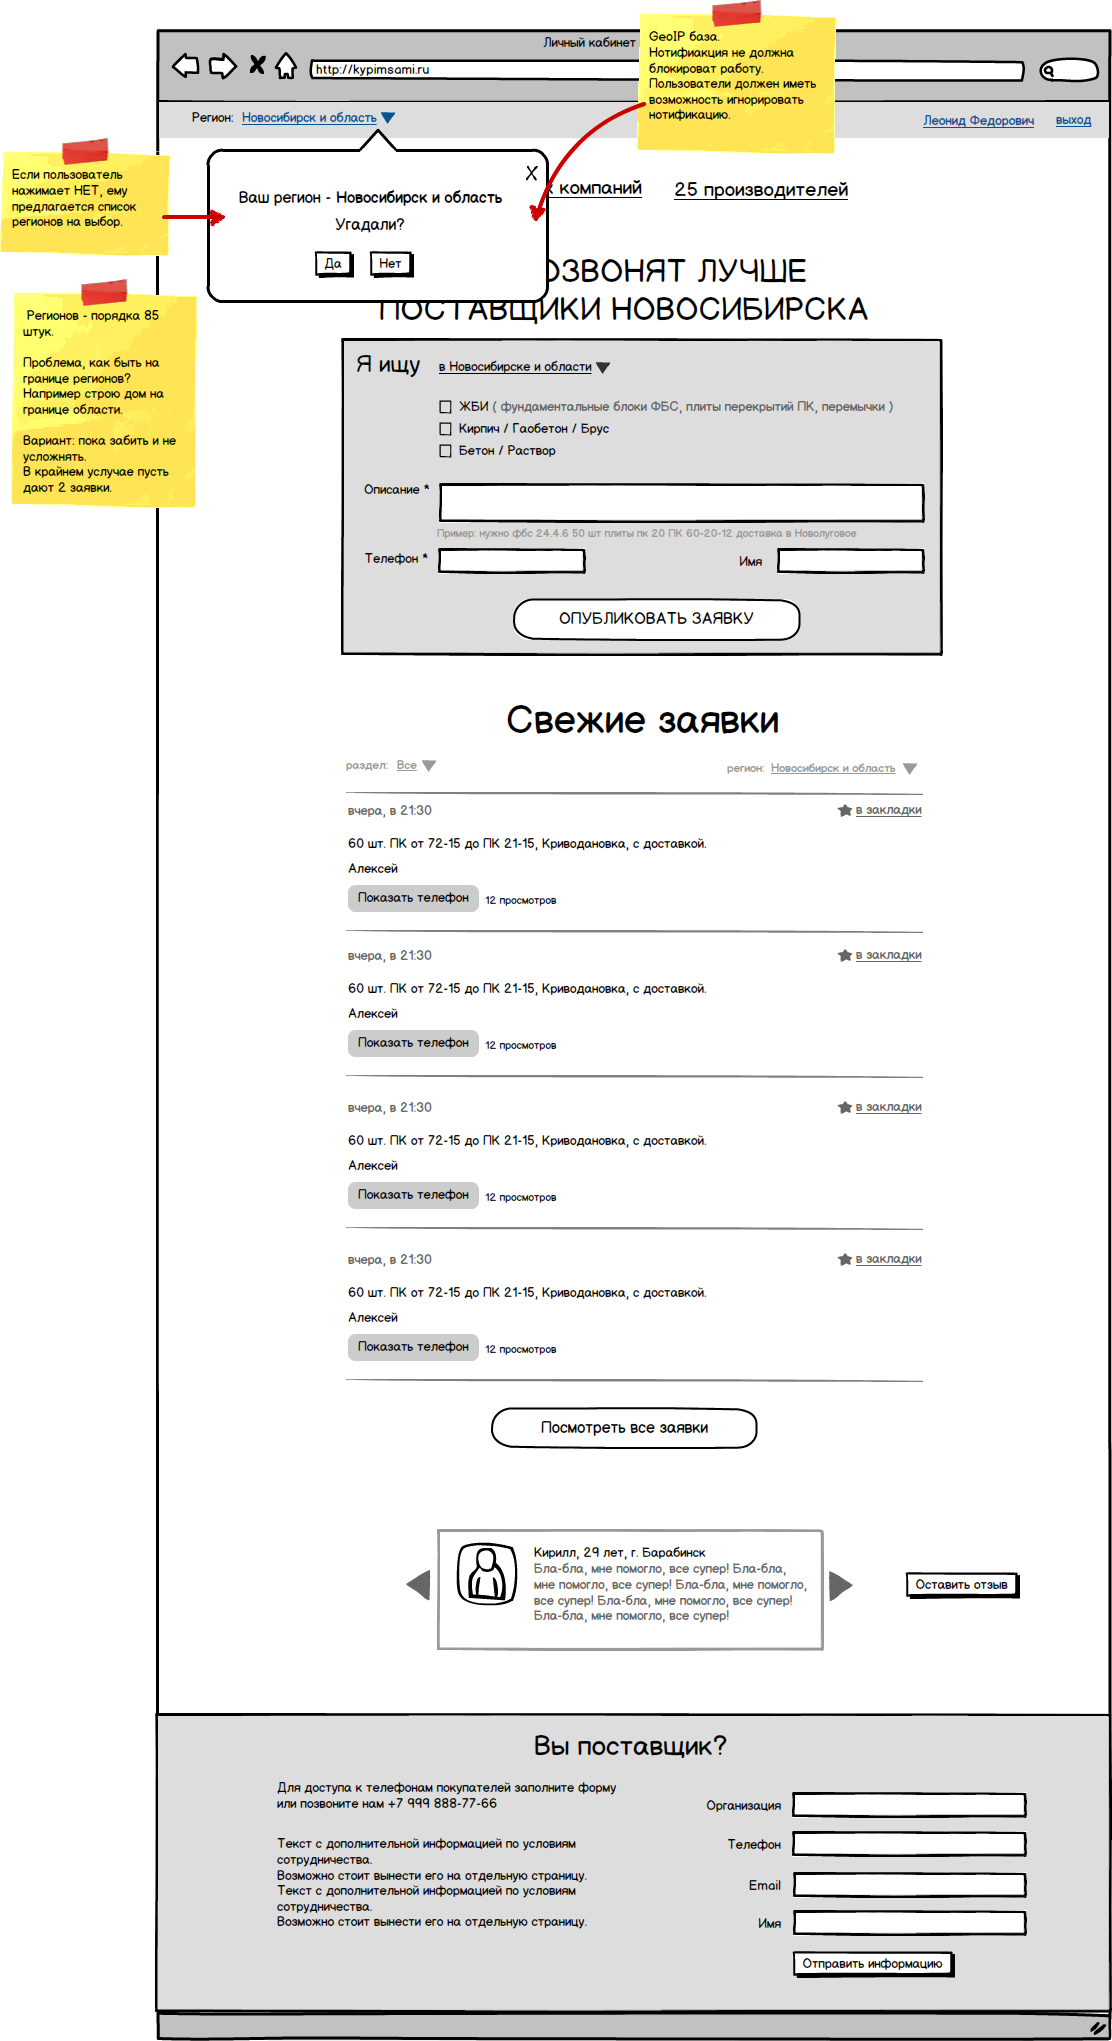 Личный кабинет
http://kypimsami.ru
GeoIP база.
Нотифиакция не должна
блокироват работу.
Пользователи должен иметь
возможность игнорировать
нотификацию.
Регион: Новосибирск и область
Леонид Федорович выход
Если пользователь
нажимает НЕТ, ему
предлагается список
регионов на выбор.
X
Ваш регион - Новосибирск и область
Угадали?
Да Нет
компаний 25 производителей
Регионов - порядка 85
штук.
Проблема, как быть на
границе регионов?
Например строю дом на
границе области.
Вариант: пока забить и не
усложнять.
В крайнем услучае пусть
дают 2 заявки.
ОЗВОНЯТ ЛУЧШЕ
ПОСТАВЩИКИ НОВОСИБИРСКА
Я ищу в Новосибирске и области
ЖБИ ( фундаментальные блоки ФБС, плиты перекрытий ПК, перемычки )
Кирпич / Гаобетон / Брус
Бетон / Раствор
Описание *
Пример: нужно фбс 24.4.6 50 шт плиты пк 20 ПК 60-20-12 доставка в Новолуговое
Телефон * Имя
ОПУБЛИКОВАТЬ ЗАЯВКУ
Свежие заявки
раздел: Все регион: Новосибирск и область
вчера, в 21:30 в закладки
60 шт. ПК от 72-15 до ПК 21-15, Криводановка, с доставкой.
Алексей
Показать телефон 12 просмотров
вчера, в 21:30 в закладки
60 шт. ПК от 72-15 до ПК 21-15, Криводановка, с доставкой.
Алексей
Показать телефон 12 просмотров
вчера, в 21:30 в закладки
60 шт. ПК от 72-15 до ПК 21-15, Криводановка, с доставкой.
Алексей
Показать телефон 12 просмотров
вчера, в 21:30 в закладки
60 шт. ПК от 72-15 до ПК 21-15, Криводановка, с доставкой.
Алексей
Показать телефон 12 просмотров
Посмотреть все заявки
Кирилл, 29 лет, г. Барабинск
Бла-бла, мне помогло, все супер! Бла-бла,
мне помогло, все супер! Бла-бла, мне помогло,
все супер! Бла-бла, мне помогло, все супер!
Бла-бла, мне помогло, все супер!
Оставить отзыв
Вы поставщик?
Для доступа к телефонам покупателей заполните форму
или позвоните нам +7 999 888-77-66
Текст с дополнительной информацией по условиям
сотрудничества.
Возможно стоит вынести его на отдельную страницу.
Текст с дополнительной информацией по условиям
сотрудничества.
Возможно стоит вынести его на отдельную страницу.
Организация
Телефон
Email
Имя
Отправить информацию